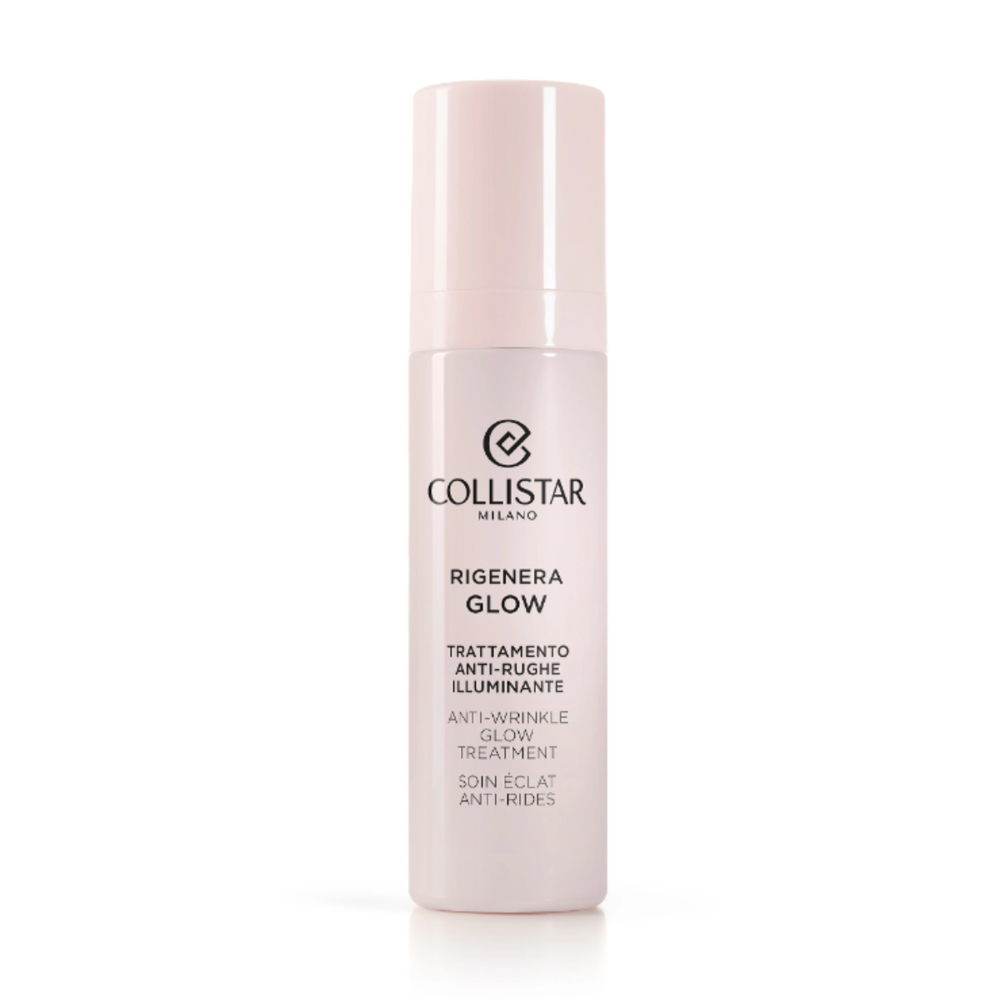 COLLISTAR
MILANO
RIGENERA
GLOW
TRATTAMENTO
ANTI-RUGHE
ILLUMINANTE
ANTI-WRINKLE
GLOW
TREATMENT
SOIN ÉCLAT
ANTI-RIDES